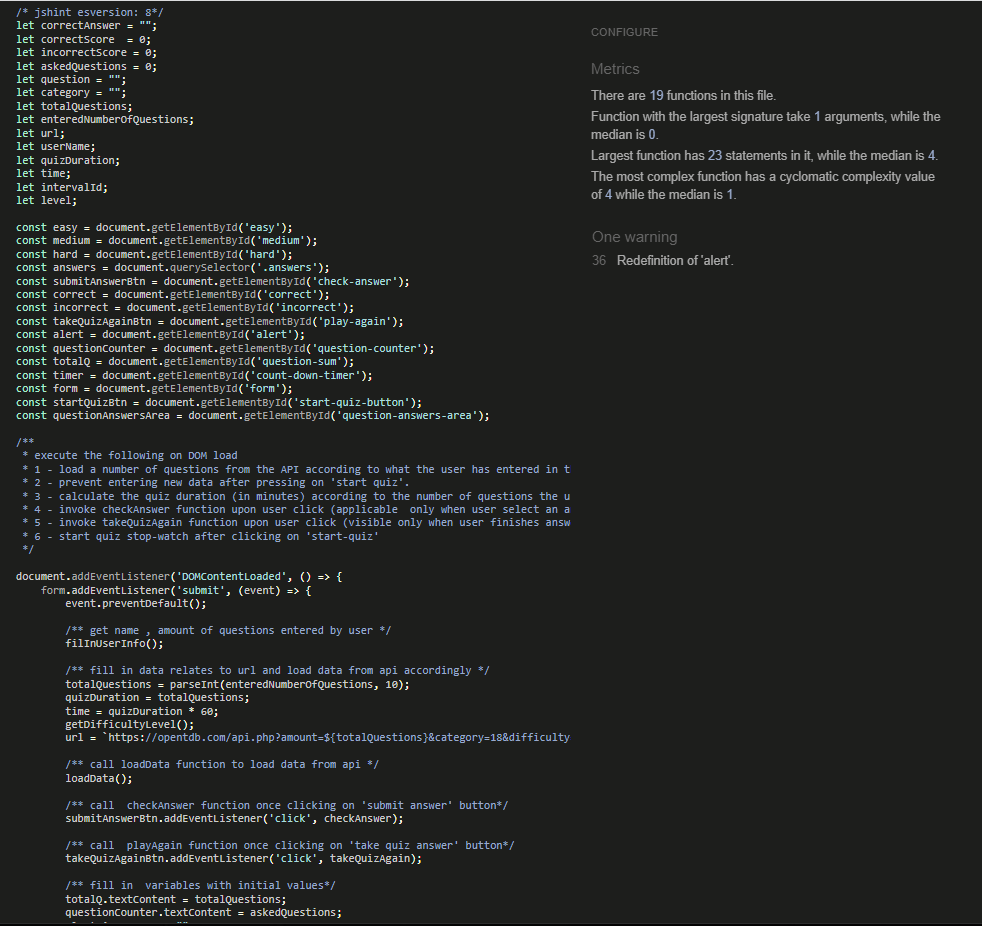 /* jshint esversion: 8*/
let correctAnswer = "";
let correctScore  = 0;
let incorrectScore = 0;
let askedQuestions = 0;
let question = "";
let category = "";
let totalQuestions;
let enteredNumberOfQuestions;
let url;
let userName;
let quizDuration;
let time;
let intervalId;
let level;
const easy = document.getElementById('easy');
const medium = document.getElementById('medium');
const hard = document.getElementById('hard');
const answers = document.querySelector('.answers');
const submitAnswerBtn = document.getElementById('check-answer');
const correct = document.getElementById('correct');
const incorrect = document.getElementById('incorrect');
const takeQuizAgainBtn = document.getElementById('play-again');
const alert = document.getElementById('alert');
const questionCounter = document.getElementById('question-counter');
const totalQ = document.getElementById('question-sum');
const timer = document.getElementById('count-down-timer');
const form = document.getElementById('form');
const startQuizBtn = document.getElementById('start-quiz-button');
const questionAnswersArea = document.getElementById('question-answers-area');
/**
 * execute the following on DOM load
 * 1 - load a number of questions from the API according to what the user has entered in t
 * 2 - prevent entering new data after pressing on 'start quiz'.
 * 3 - calculate the quiz duration (in minutes) according to the number of questions the u
 * 4 - invoke checkAnswer function upon user click (applicable  only when user select an a
 * 5 - invoke takeQuizAgain function upon user click (visible only when user finishes answ
 * 6 - start quiz stop-watch after clicking on 'start-quiz'
 */
document.addEventListener('DOMContentLoaded', () => {
    form.addEventListener('submit', (event) => {
        event.preventDefault();
        /** get name , amount of questions entered by user */
        filInUserInfo();
        /** fill in data relates to url and load data from api accordingly */
        totalQuestions = parseInt(enteredNumberOfQuestions, 10);
        quizDuration = totalQuestions;
        time = quizDuration * 60;
        getDifficultyLevel();
        url = `https://opentdb.com/api.php?amount=${totalQuestions}&category=18&difficulty
        /** call loadData function to load data from api */
        loadData();
        /** call  checkAnswer function once clicking on 'submit answer' button*/
        submitAnswerBtn.addEventListener('click', checkAnswer);
        /** call  playAgain function once clicking on 'take quiz answer' button*/
        takeQuizAgainBtn.addEventListener('click', takeQuizAgain);
        /** fill in  variables with initial values*/
        totalQ.textContent = totalQuestions;
        questionCounter.textContent = askedQuestions;
CONFIGURE
Metrics
There are 19 functions in this file.
Function with the largest signature take 1 arguments, while the
median is 0.
Largest function has 23 statements in it, while the median is 4.
The most complex function has a cyclomatic complexity value
of 4 while the median is 1.
One warning
36 Redefinition of 'alert'.